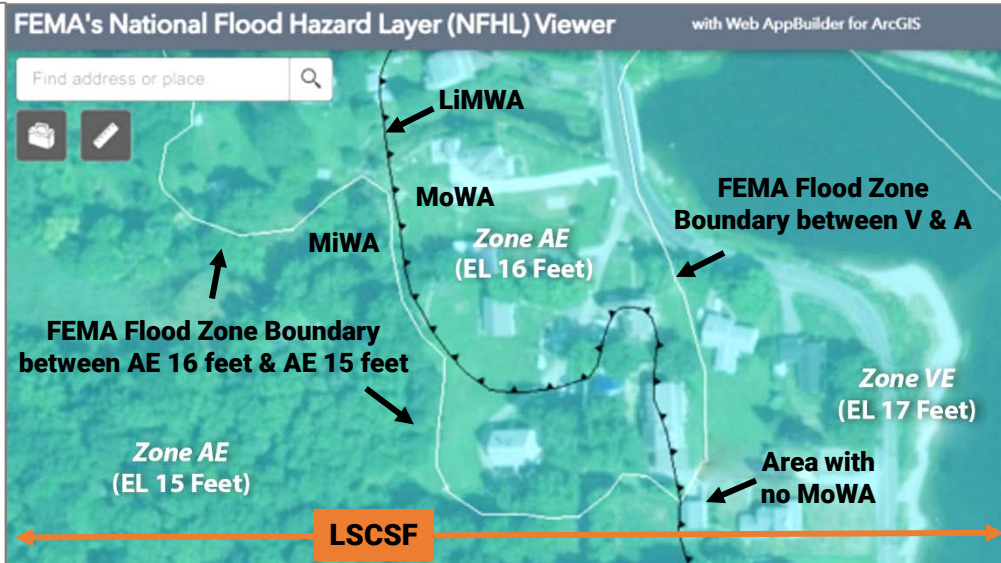 FEMA's National Flood Hazard Layer (NFHL) Viewer
with Web AppBuilder for ArcGIS
Find address or place
LiMWA
MoWA
MiWA
FEMA Flood Zone
Boundary between V & A
Zone AE
(EL 16 Feet)
FEMA Flood Zone Boundary
between AE 16 feet & AE 15 feet
Zone VE
(EL 17 Feet)
Zone AE
(EL 15 Feet)
Area with
no MoWA
LSCSF